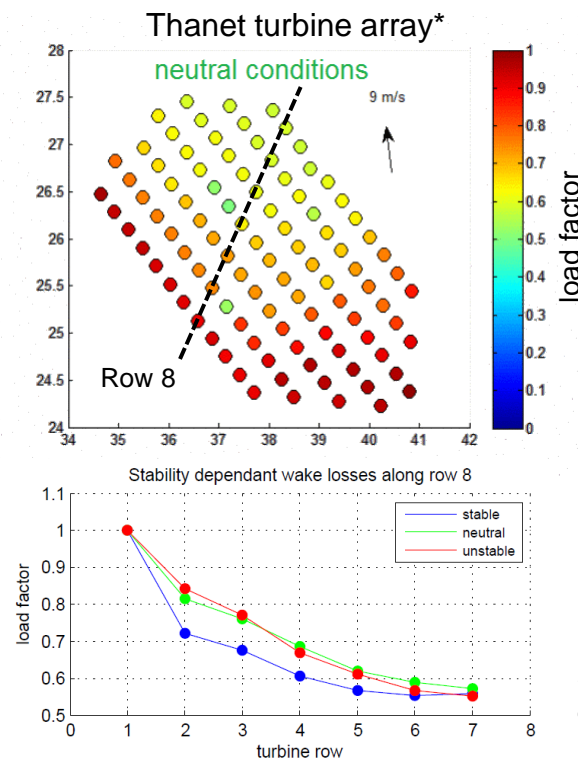 Thanet turbine array*
neutral conditions
9 m/s
Row 8
28
27.5
27
26.5
26
25.5
25
24.5
24
34 35 36 37 38 39 40 41 42
1
0.9
0.8
0.7
0.6
0.5
0.4
0.3
0.2
0.1
0
load factor
Stability dependant wake losses along row 8
stable
neutral
unstable
load factor
1.1
1
0.9
0.8
0.7
0.6
0.5
0 1 2 3 4 5 6 7 8
turbine row